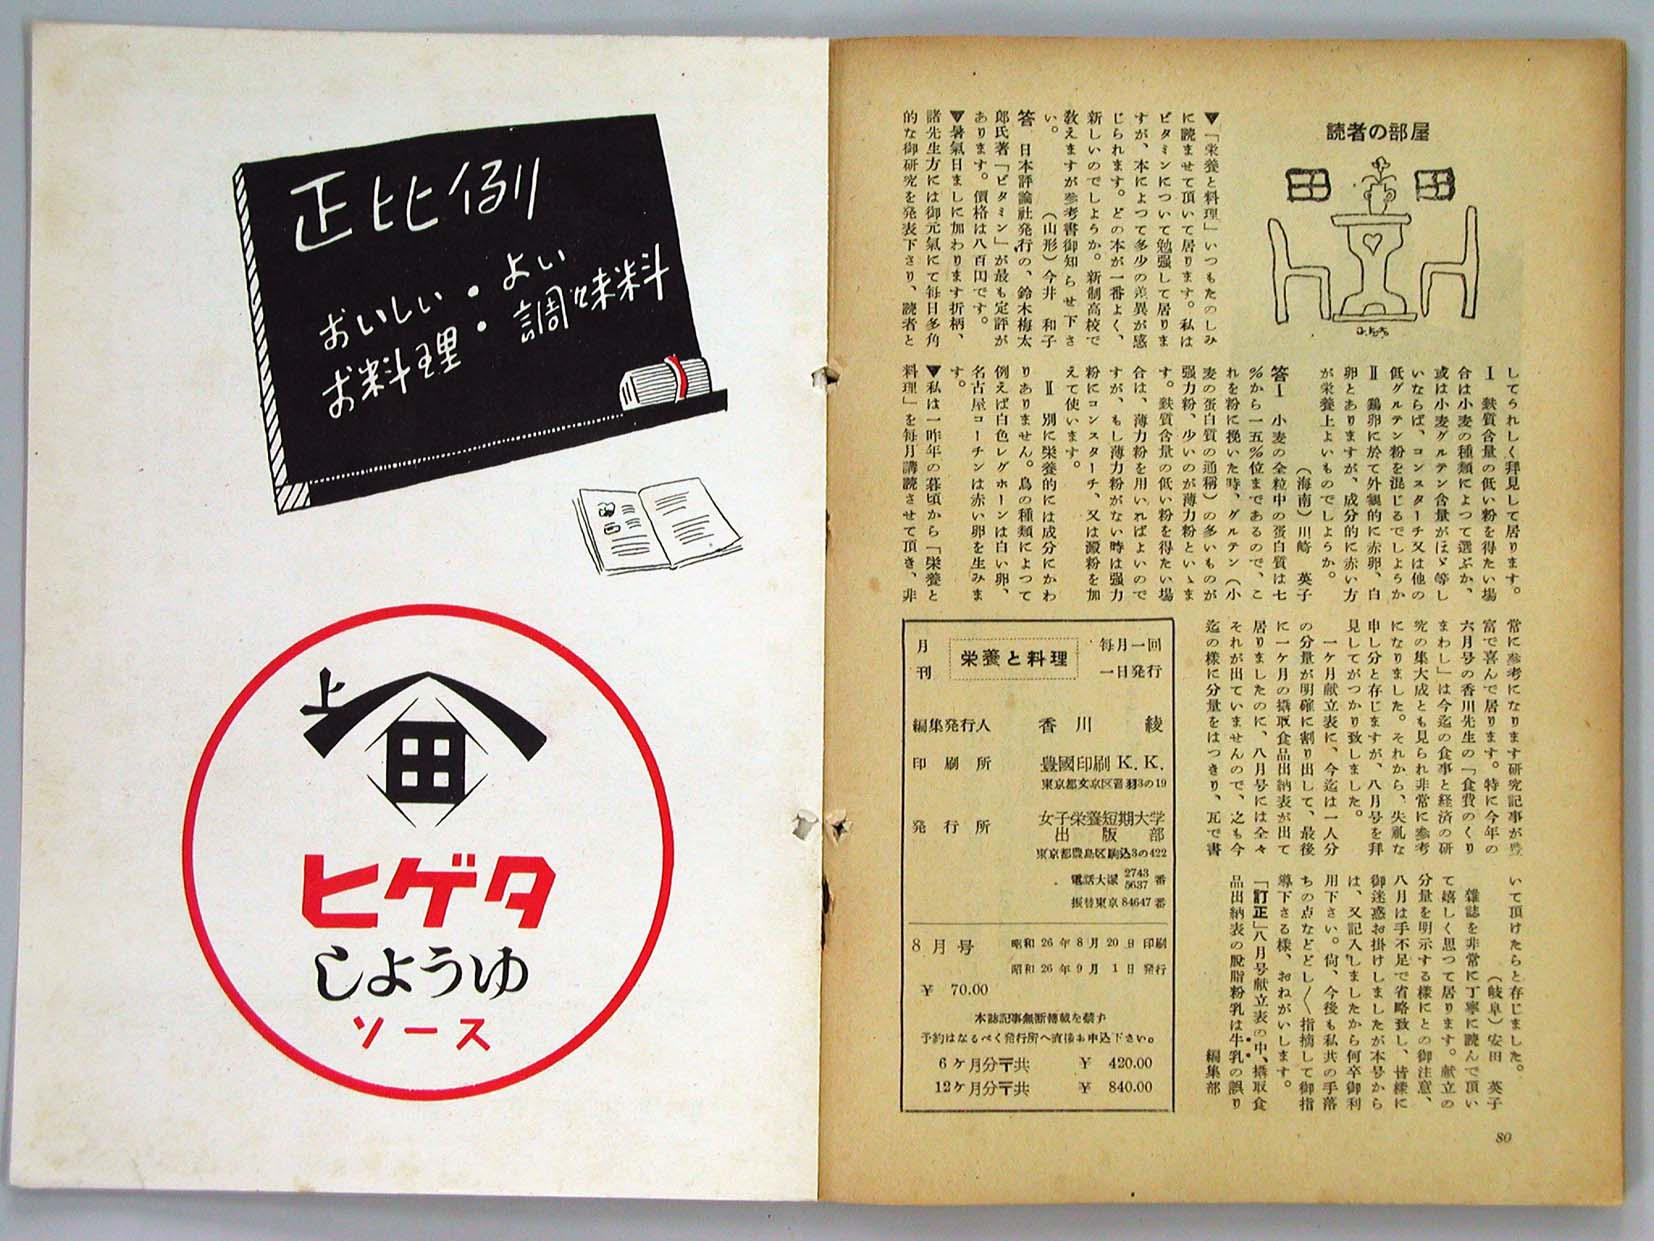 正比例
おいしい・よい
お料理・調味料
上
田
ヒゲタ
しようゆ
ソース
読者の部屋
▼「栄養と料理」いつもたのしみ
に読ませて頂いて居ります。私は
ビタミンについて勉強して居りま
すが、本によつて多少の差異が感
じられます。どの本が一番よく、
新しいのでしようか。新制高校で
教えますが参考書御知らせ下さ
い。　（山形）今井　和子
答　日本評論社発行の、鈴木梅太
郎氏著「ビタミン」が最も定評が
あります。價格は八百円です。
▼暑氣日ましに加わります折柄、
諸先生方には御元氣にて毎日多角
的な御研究を発表下さり、読者と
してうれしく拜見して居ります。
Ⅰ　麩質含量の低い粉を得たい場
合は小麦の種類によつて選ぶか、
或は小麦グルテン含量がほゞ等し
いならば、コンスターチ又は他の
低グルテン粉を混じるでしようか
Ⅱ　鶏卵に於て外観的に赤卵、白
卵とありますが、成分的に赤い方
が栄養上よいものでしようか。
（海南）川崎　英子
答Ⅰ　小麦の全粒中の蛋白質は七
％から一五％位まであるので、こ
れを粉に挽いた時、グルテン（小
麦の蛋白質の通稱）の多いものが
强力粉、少いのが薄力粉といゝま
す。麩質含量の低い粉を得たい場
合は、薄力粉を用いればよいので
すが、もし薄力粉がない時は强力
粉にコンスターチ、又は澱粉を加
えて使います。
Ⅱ　別に栄養的には成分にかわ
りありません。鳥の種類によつて
例えば白色レグホーンは白い卵、
名古屋コーチンは赤い卵を生みま
す。
▼私は一昨年の暮頃から「栄養と
料理」を毎月講読させて頂き、非
常に参考になります研究記事が豊
富で喜んで居ります。特に今年の
六月号の香川先生の「食費のくり
まわし」は今迄の食事と経済の研
究の集大成とも見られ非常に参考
になりました。それから、失礼な
申し分と存じますが、八月号を拜
見してがつかり致しました。
一ケ月献立表に、今迄は一人分
の分量が明確に割り出して、最後
に一ケ月の攝取食品出納表が出て
居りましたのに、八月号には全々
それが出ていませんので、之も今
迄の様に分量をはつきり、瓦で書
いて頂けたらと存じました。
（岐阜）安田　英子
雑誌を非常に丁寧に読んで頂い
て嬉しく思つて居ります。献立の
分量を明示する様にとの御注意、
八月は手不足で省略致し、皆様に
御迷惑お掛けしましたが本号から
は、又記入しましたから何卒御利
用下さい。尙、今後も私共の手落
ちの点などどし〲指摘して御指
導下さる様、おねがいします。
「訂正」八月号献立表の中、攝取食
品出納表の脱脂粉乳は牛乳の誤り
編集部
月刊
栄養と料理
毎月一回
一日発行
編集発行人　香川　綾
印刷所　豊國印刷K.K.
東京都文京区音羽3の19
発行所　女子栄養短期大学
出版部
東京都豊島区駒込3の422
電話大塚 2743 5637 番
振替東京 84647 番
8月号　昭和26年8月20日印刷
昭和26年9月1日発行
¥ 70.00
本誌記事無断轉載を禁ず
予約はなるべく発行所へ直接お申込下さい。
6ケ月分〒共　¥ 420.00
12ケ月分〒共　¥ 840.00
80